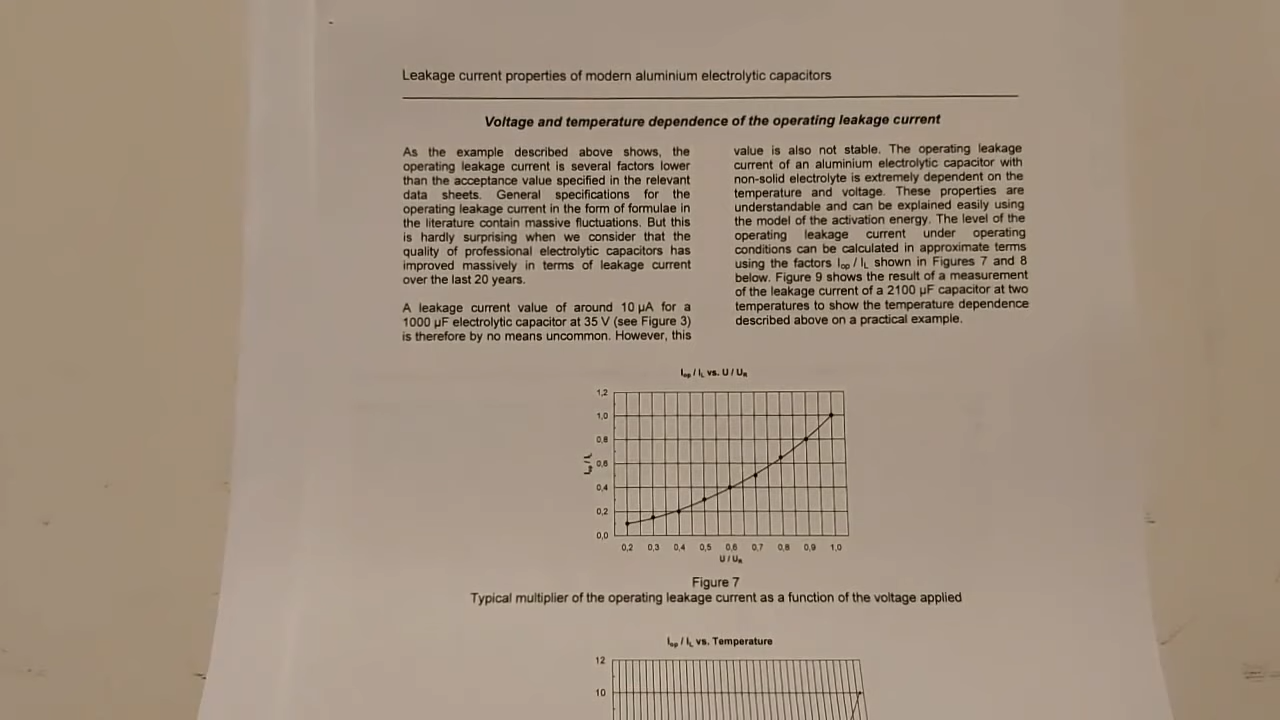 Leakage current properties of modern aluminium electrolytic capacitors
Voltage and temperature dependence of the operating leakage current
As the example described above shows, the
operating leakage current is several factors lower
than the acceptance value specified in the relevant
data sheets. General specifications for the
operating leakage current in the form of formulae in
the literature contain massive fluctuations. But this
is hardly surprising when we consider that the
quality of professional electrolytic capacitors has
improved massively in terms of leakage current
over the last 20 years.
A leakage current value of around 10 µA for a
1000 µF electrolytic capacitor at 35 V (see Figure 3)
is therefore by no means uncommon. However, this
value is also not stable. The operating leakage
current of an aluminium electrolytic capacitor with
non-solid electrolyte is extremely dependent on the
temperature and voltage. These properties are
understandable and can be explained easily using
the model of the activation energy. The level of the
operating leakage current under operating
conditions can be calculated in approximate terms
using the factors Iop / IL shown in Figures 7 and 8
below. Figure 9 shows the result of a measurement
of the leakage current of a 2100 µF capacitor at two
temperatures to show the temperature dependence
described above on a practical example.
Iop / IL vs. U / UR
1,2
1,0
0,8
0,6
0,4
0,2
0,0
Iop / IL
0,2 0,3 0,4 0,5 0,6 0,7 0,8 0,9 1,0
U / UR
Figure 7
Typical multiplier of the operating leakage current as a function of the voltage applied
Iop / IL vs. Temperature
12
10